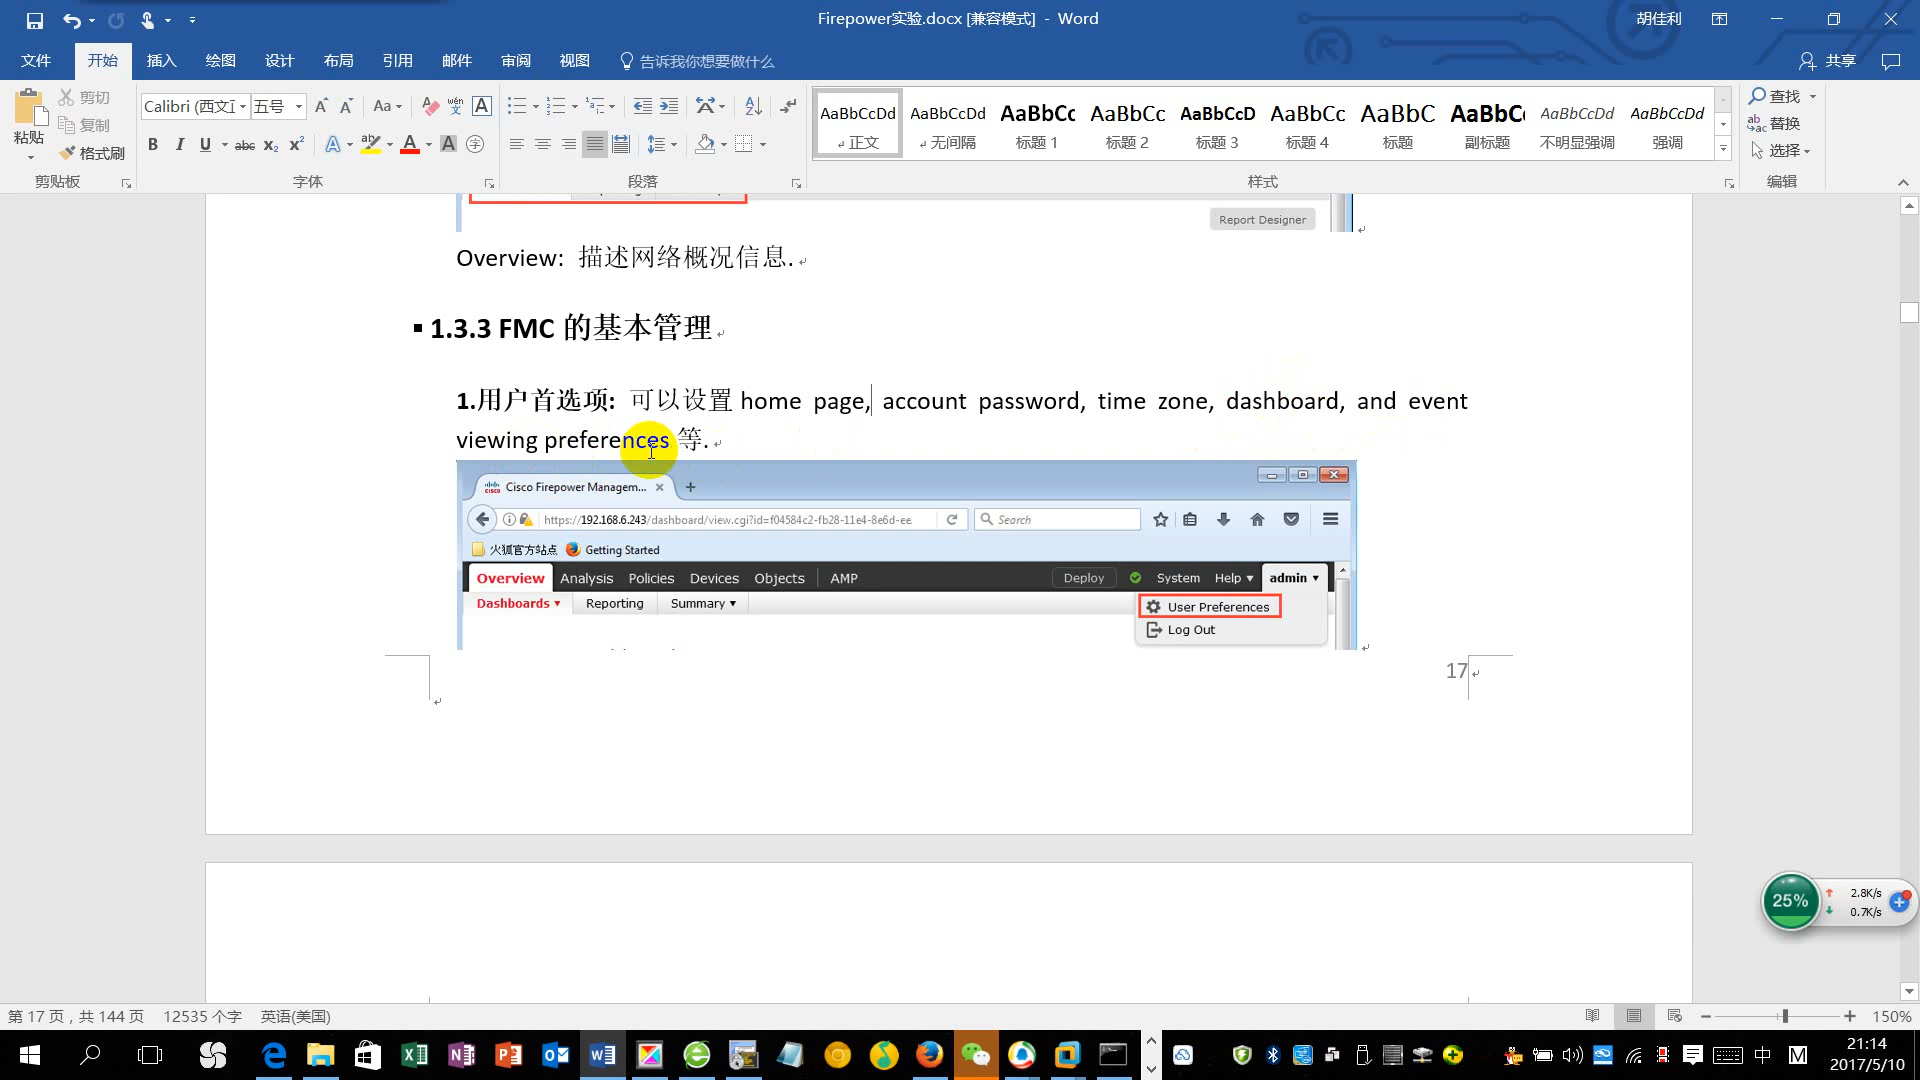 Firepower实验.docx [兼容模式] - Word
胡佳利
文件 开始 插入 绘图 设计 布局 引用 邮件 审阅 视图 告诉我你想要做什么 共享
粘贴 剪切 复制 格式刷
Calibri (西文正 五号
剪贴板 字体 段落 样式 编辑
AaBbCcDd AaBbCcDd AaBbCc AaBbCc AaBbCcD AaBbCc AaBbC AaBbC AaBbCcDd AaBbCcDd
正文 无间隔 标题 1 标题 2 标题 3 标题 4 标题 副标题 不明显强调 强调
查找
替换
选择
Report Designer
Overview: 描述网络概况信息.
1.3.3 FMC 的基本管理
1.用户首选项: 可以设置 home page, account password, time zone, dashboard, and event
viewing preferences 等.
Cisco Firepower Managem...
https://192.168.6.243/dashboard/view.cgi?id=f04584c2-fb28-11e4-8e6d-ee
Search
火狐官方站点 Getting Started
Overview Analysis Policies Devices Objects AMP Deploy System Help admin
Dashboards Reporting Summary
User Preferences
Log Out
17
25%
2.8K/s
0.7K/s
第 17 页，共 144 页 12535 个字 英语(美国) 150%
中 M
21:14
2017/5/10